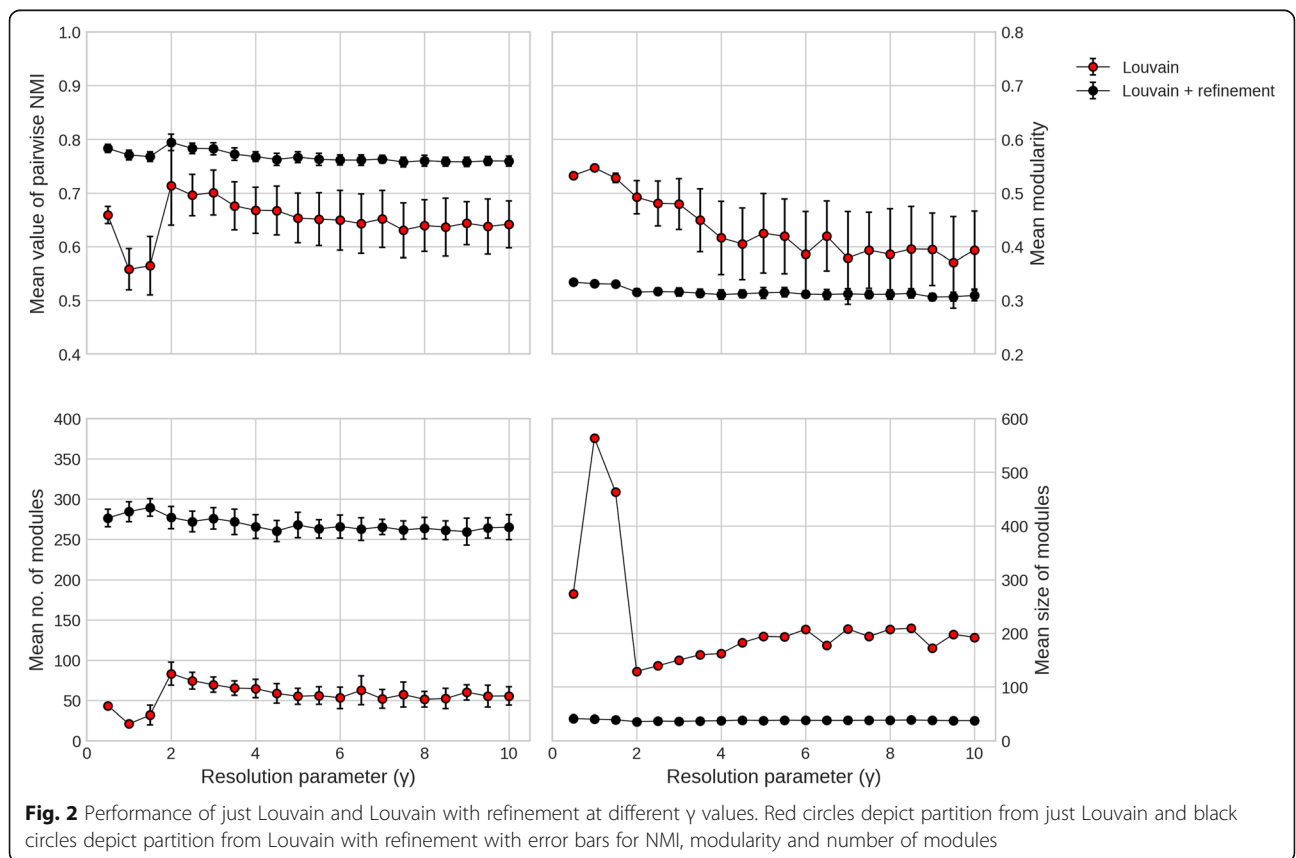 1.0
0.9
0.8
0.7
0.6
0.5
0.4
Mean value of pairwise NMI
0.8
0.7
0.6
0.5
0.4
0.3
0.2
Mean modularity
Louvain
Louvain + refinement
400
350
300
250
200
150
100
50
0
Mean no. of modules
0 2 4 6 8 10
Resolution parameter (γ)
600
500
400
300
200
100
0
Mean size of modules
0 2 4 6 8 10
Resolution parameter (γ)
Fig. 2 Performance of just Louvain and Louvain with refinement at different γ values. Red circles depict partition from just Louvain and black
circles depict partition from Louvain with refinement with error bars for NMI, modularity and number of modules